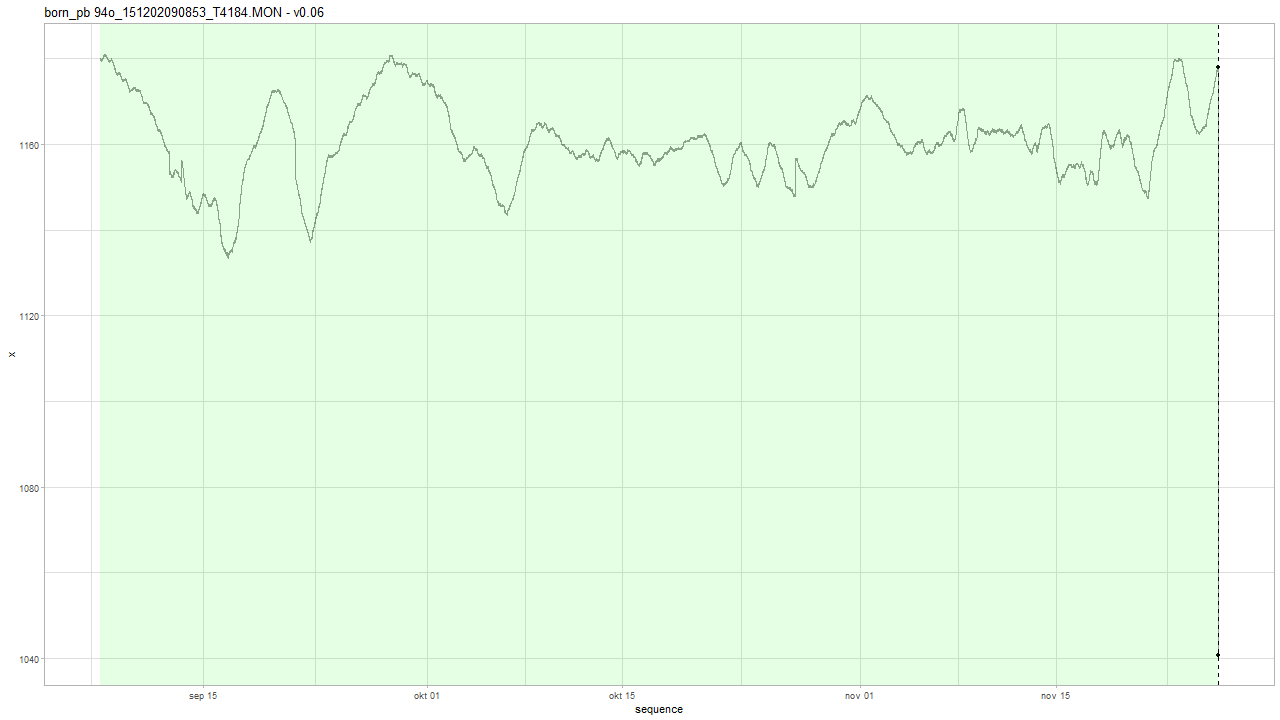 born_pb 94o_151202090853_T4184.MON - v0.06
1160
1120
1080
1040
x
sep 15
okt 01
okt 15
nov 01
nov 15
sequence